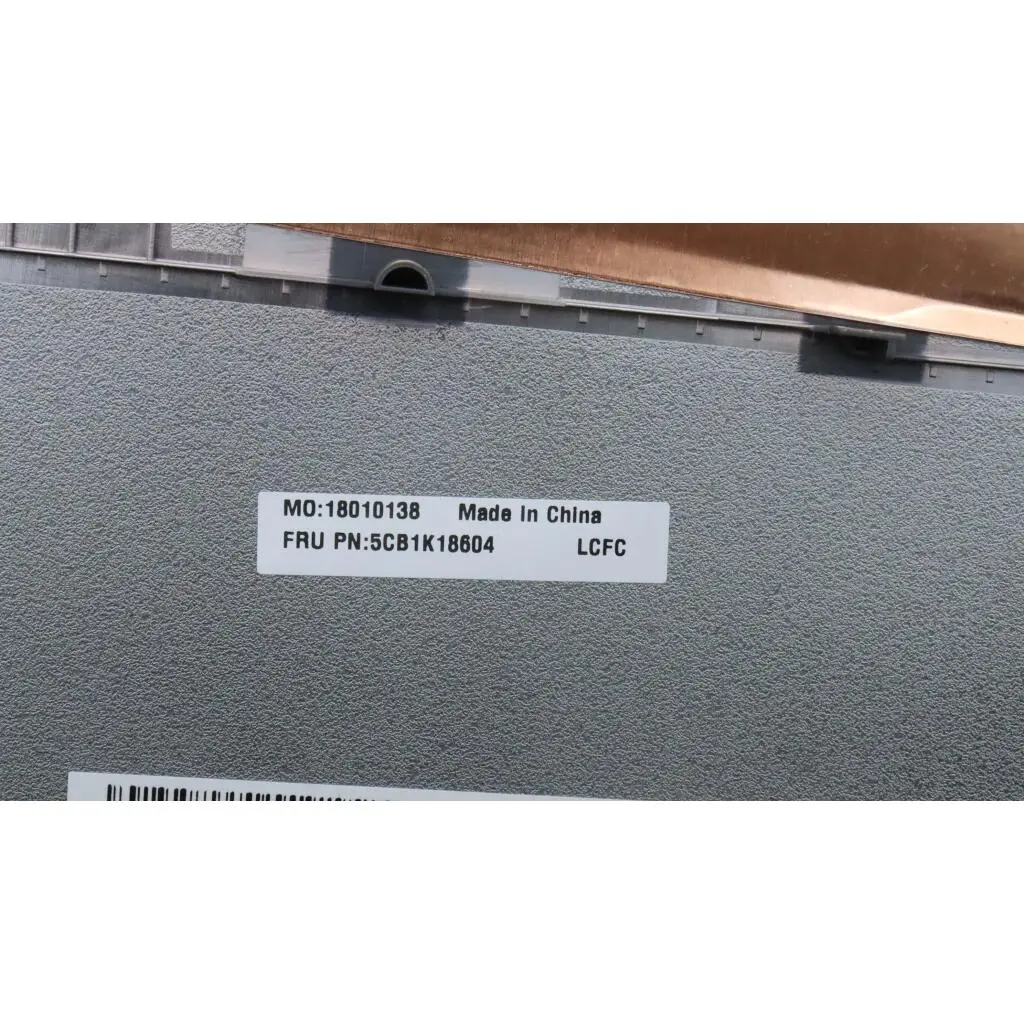 MO:18010138 Made In China
FRU PN:5CB1K18604 LCFC